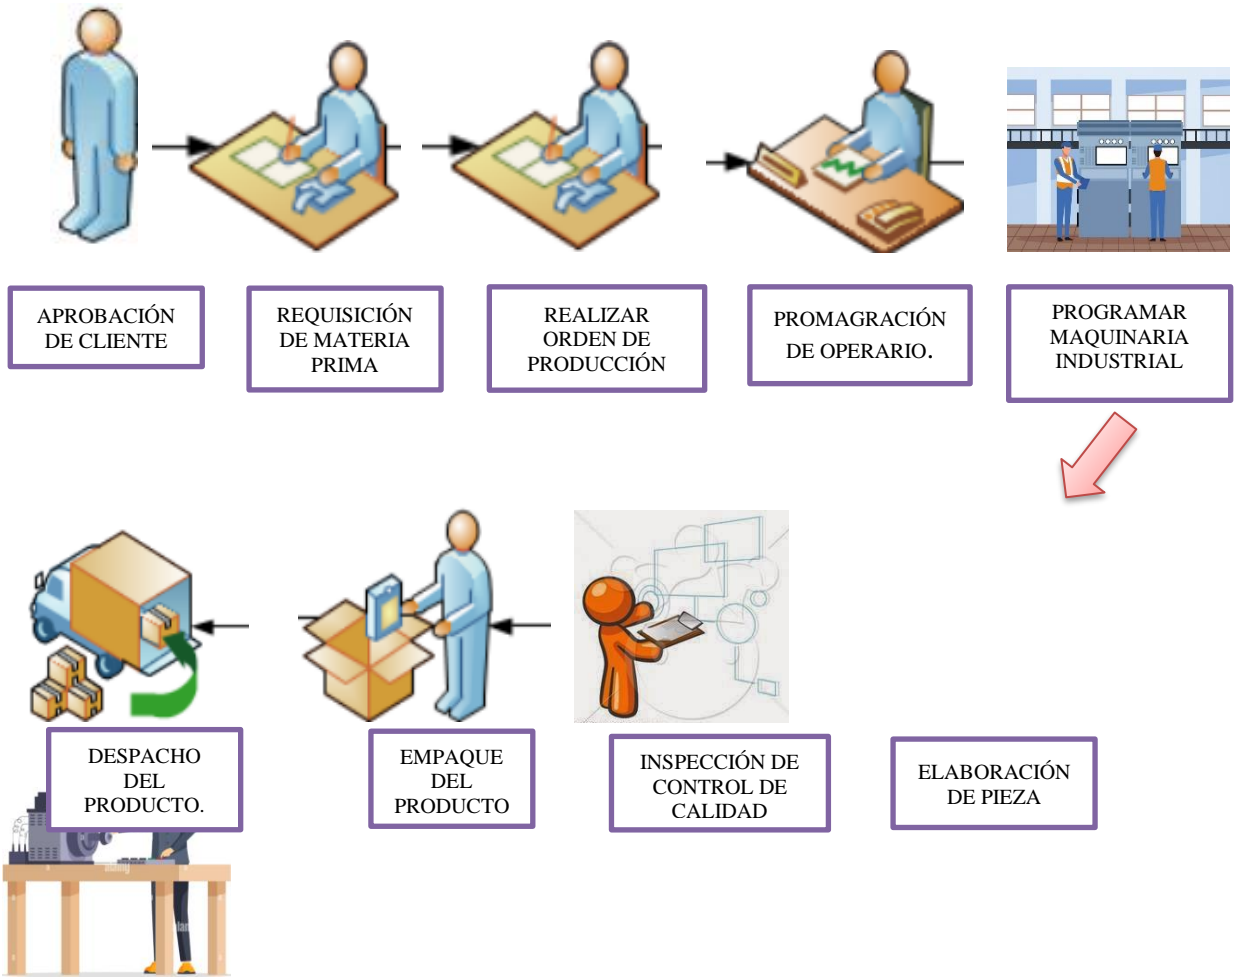 APROBACIÓN
DE CLIENTE
REQUISICIÓN
DE MATERIA
PRIMA
REALIZAR
ORDEN DE
PRODUCCIÓN
PROMAGRACIÓN
DE OPERARIO.
PROGRAMAR
MAQUINARIA
INDUSTRIAL
DESPACHO
DEL
PRODUCTO.
EMPAQUE
DEL
PRODUCTO
INSPECCIÓN DE
CONTROL DE
CALIDAD
ELABORACIÓN
DE PIEZA